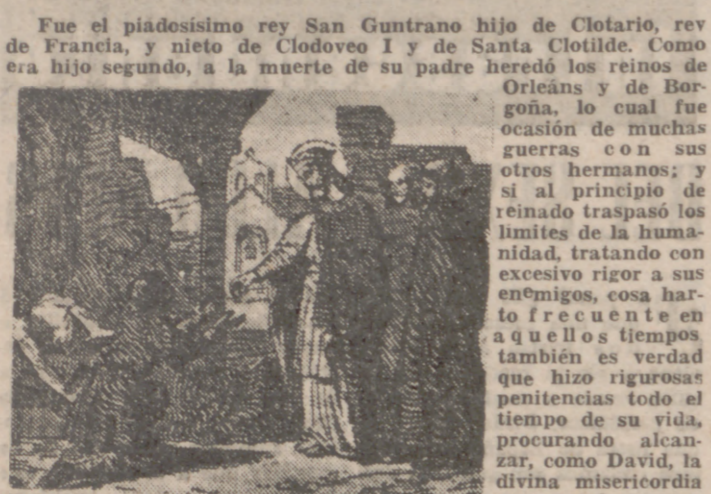 Fue el piadosísimo rey San Guntrano hijo de Clotario, rey
de Francia, y nieto de Clodoveo I y de Santa Clotilde. Como
era hijo segundo, a la muerte de su padre heredó los reinos de
Orleáns y de Bor-
goña, lo cual fue
ocasión de muchas
guerras con sus
otros hermanos; y
si al principio de
reinado traspasó los
límites de la huma-
nidad, tratando con
excesivo rigor a sus
enemigos, cosa har-
to frecuente en
aquellos tiempos
también es verdad
que hizo rigurosas
penitencias todo el
tiempo de su vida,
procurando alcan-
zar, como David, la
divina misericordia